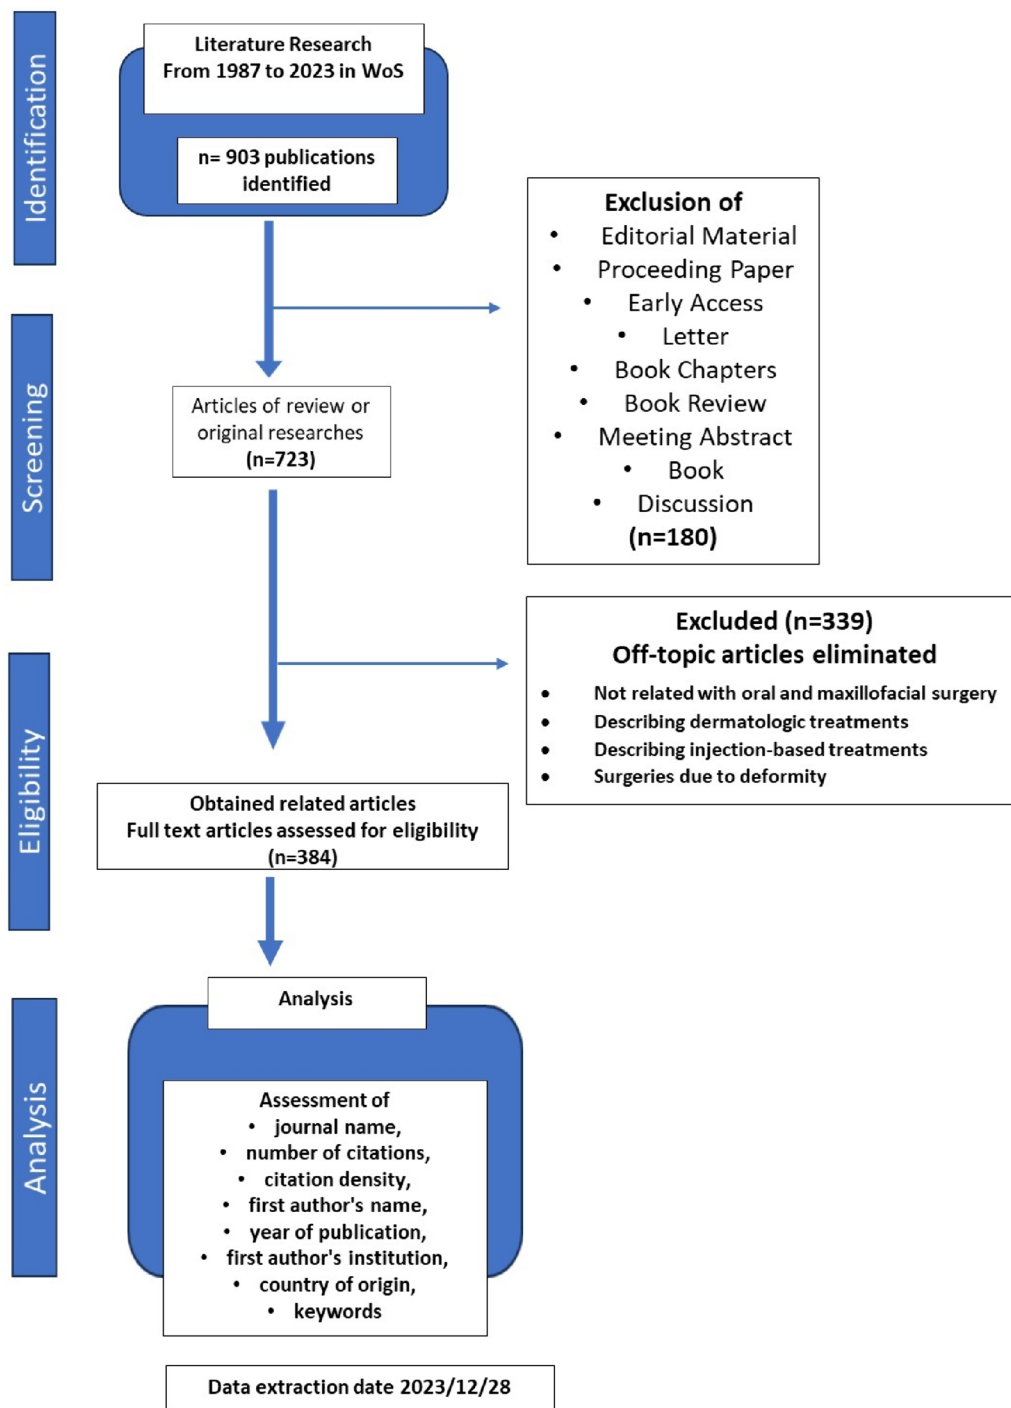 Identification
Literature Research
From 1987 to 2023 in WoS
n= 903 publications
identified
Exclusion of
• Editorial Material
• Proceeding Paper
• Early Access
• Letter
• Book Chapters
• Book Review
• Meeting Abstract
• Book
• Discussion
(n=180)
Screening
Articles of review or
original researches
(n=723)
Excluded (n=339)
Off-topic articles eliminated
• Not related with oral and maxillofacial surgery
• Describing dermatologic treatments
• Describing injection-based treatments
• Surgeries due to deformity
Eligibility
Obtained related articles
Full text articles assessed for eligibility
(n=384)
Analysis
Analysis
Assessment of
• journal name,
• number of citations,
• citation density,
• first author's name,
• year of publication,
• first author's institution,
• country of origin,
• keywords
Data extraction date 2023/12/28